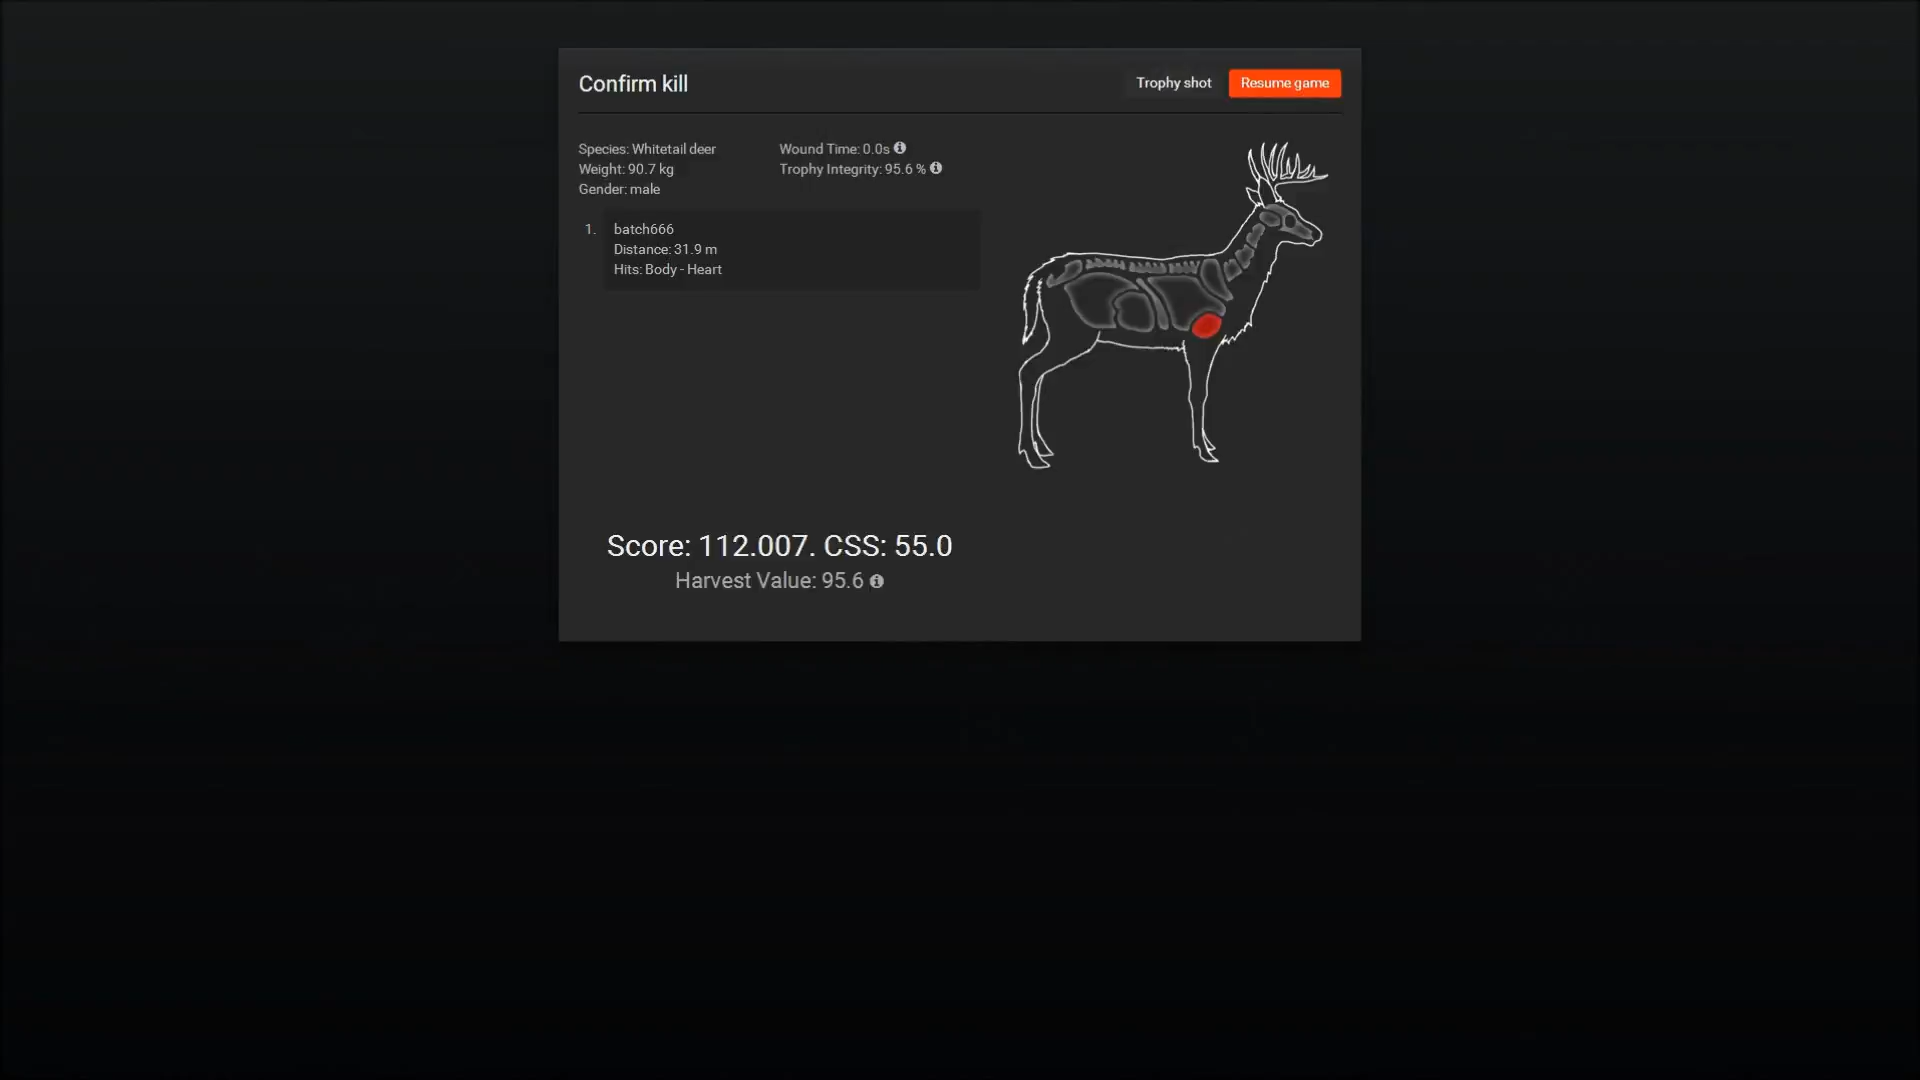 Confirm kill
Trophy shot
Resume game
Species: Whitetail deer
Weight: 90.7 kg
Gender: male
Wound Time: 0.0s
Trophy Integrity: 95.6 %
1. batch666
Distance: 31.9 m
Hits: Body - Heart
Score: 112.007. CSS: 55.0
Harvest Value: 95.6